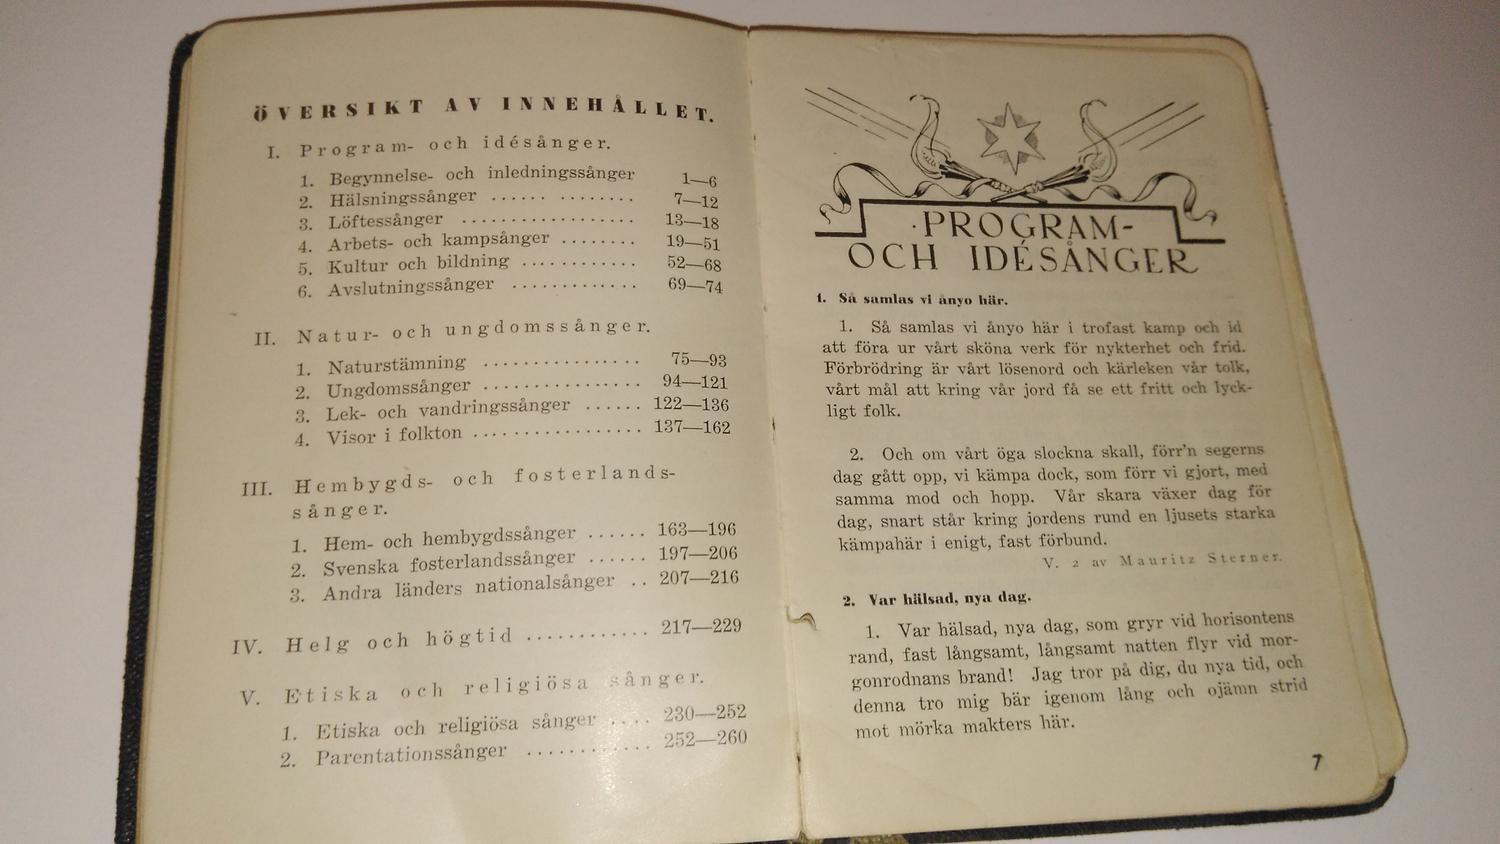 ÖVERSIKT AV INNEHÅLLET.
I. Program- och idésånger.
1. Begynnelse- och inledningssånger 1—6
2. Hälsningssånger ...... ........ 7—12
3. Löftessånger ................. 13—18
4. Arbets- och kampsånger ........ 19—51
5. Kultur och bildning ............ 52—68
6. Avslutningssånger ............. 69—74
II. Natur- och ungdomssånger.
1. Naturstämning ................ 75—93
2. Ungdomssånger ................ 94—121
3. Lek- och vandringssånger ...... 122—136
4. Visor i folkton ................. 137—162
III. Hembygds- och fosterlands-
sånger.
1. Hem- och hembygdssånger ...... 163—196
2. Svenska fosterlandssånger ...... 197—206
3. Andra länders nationalsånger .. 207—216
IV. Helg och högtid ............ 217—229
V. Etiska och religiösa sånger.
1. Etiska och religiösa sånger .... 230—252
2. Parentationssånger ............ 252—260
·PROGRAM-
OCH IDÉSÅNGER
1. Så samlas vi ånyo här.
1. Så samlas vi ånyo här i trofast kamp och id
att föra ur vårt sköna verk för nykterhet och frid.
Förbrödring är vårt lösenord och kärleken vår tolk,
vårt mål att kring vår jord få se ett fritt och lyck-
ligt folk.
2. Och om vårt öga slockna skall, förr'n segerns
dag gått opp, vi kämpa dock, som förr vi gjort, med
samma mod och hopp. Vår skara växer dag för
dag, snart står kring jordens rund en ljusets starka
kämpahär i enigt, fast förbund.
V. 2 av Mauritz Sterner.
2. Var hälsad, nya dag.
1. Var hälsad, nya dag, som gryr vid horisontens
rand, fast långsamt, långsamt natten flyr vid mor-
gonrodnans brand! Jag tror på dig, du nya tid, och
denna tro mig bär igenom lång och ojämn strid
mot mörka makters här.
7